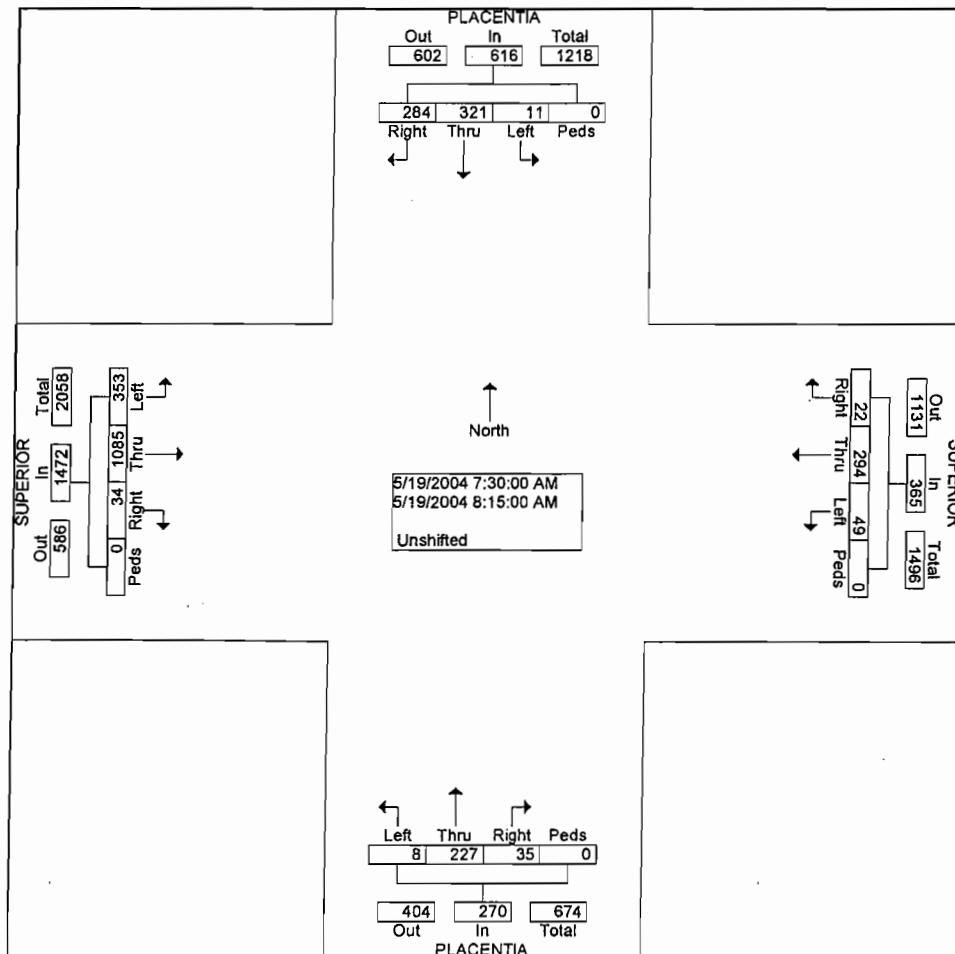 PLACENTIA
Out In Total
602 616 1218
284 321 11 0
Right Thru Left Peds
SUPERIOR
Out In Total
586 1472 2058
Peds Right Thru Left
0 34 1085 353
North
5/19/2004 7:30:00 AM
5/19/2004 8:15:00 AM
Unshifted
SUPERIOR
Out In Total
1131 365 1496
22 294 49 0
Right Thru Left Peds
Left Thru Right Peds
8 227 35 0
404 270 674
Out In Total
PLACENTIA